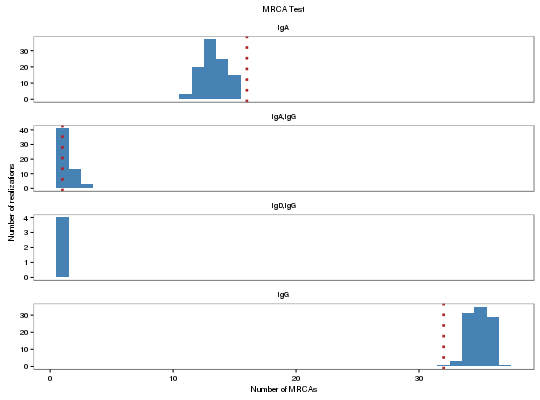 MRCA Test
IgA
30
20
10
0
IgA,IgG
40
30
20
10
0
IgD,IgG
4
3
2
1
0
IgG
30
20
10
0
0 10 20 30
Number of MRCAs
Number of realizations